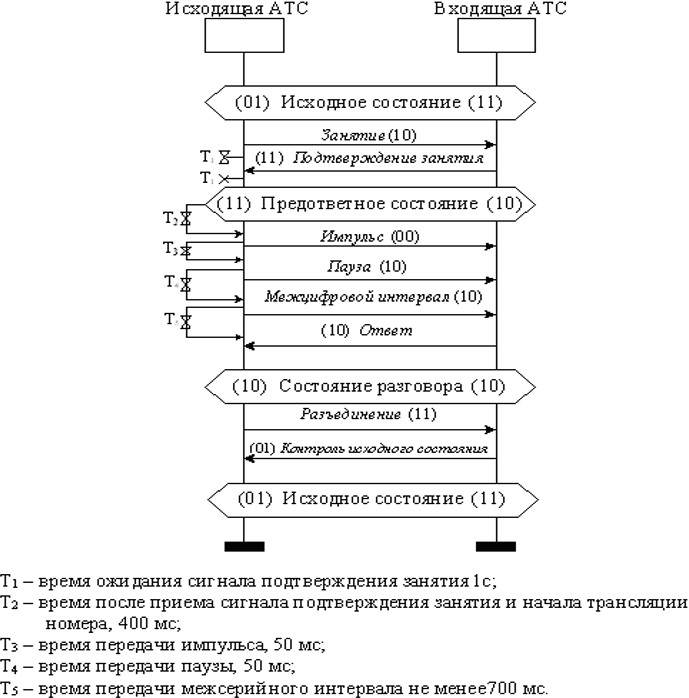 Исходящая АТС
Входящая АТС
(01) Исходное состояние (11)
Занятие (10)
T₁
(11) Подтверждение занятия
T₁
(11) Предответное состояние (10)
T₂
Импульс (00)
T₃
Пауза (10)
T₄
Межцифровой интервал (10)
T₅
(10) Ответ
(10) Состояние разговора (10)
Разъединение (11)
(01) Контроль исходного состояния
(01) Исходное состояние (11)
T₁ – время ожидания сигнала подтверждения занятия 1с;
T₂ – время после приема сигнала подтверждения занятия и начала трансляции
номера, 400 мс;
T₃ – время передачи импульса, 50 мс;
T₄ – время передачи паузы, 50 мс;
T₅ – время передачи межсерийного интервала не менее700 мс.